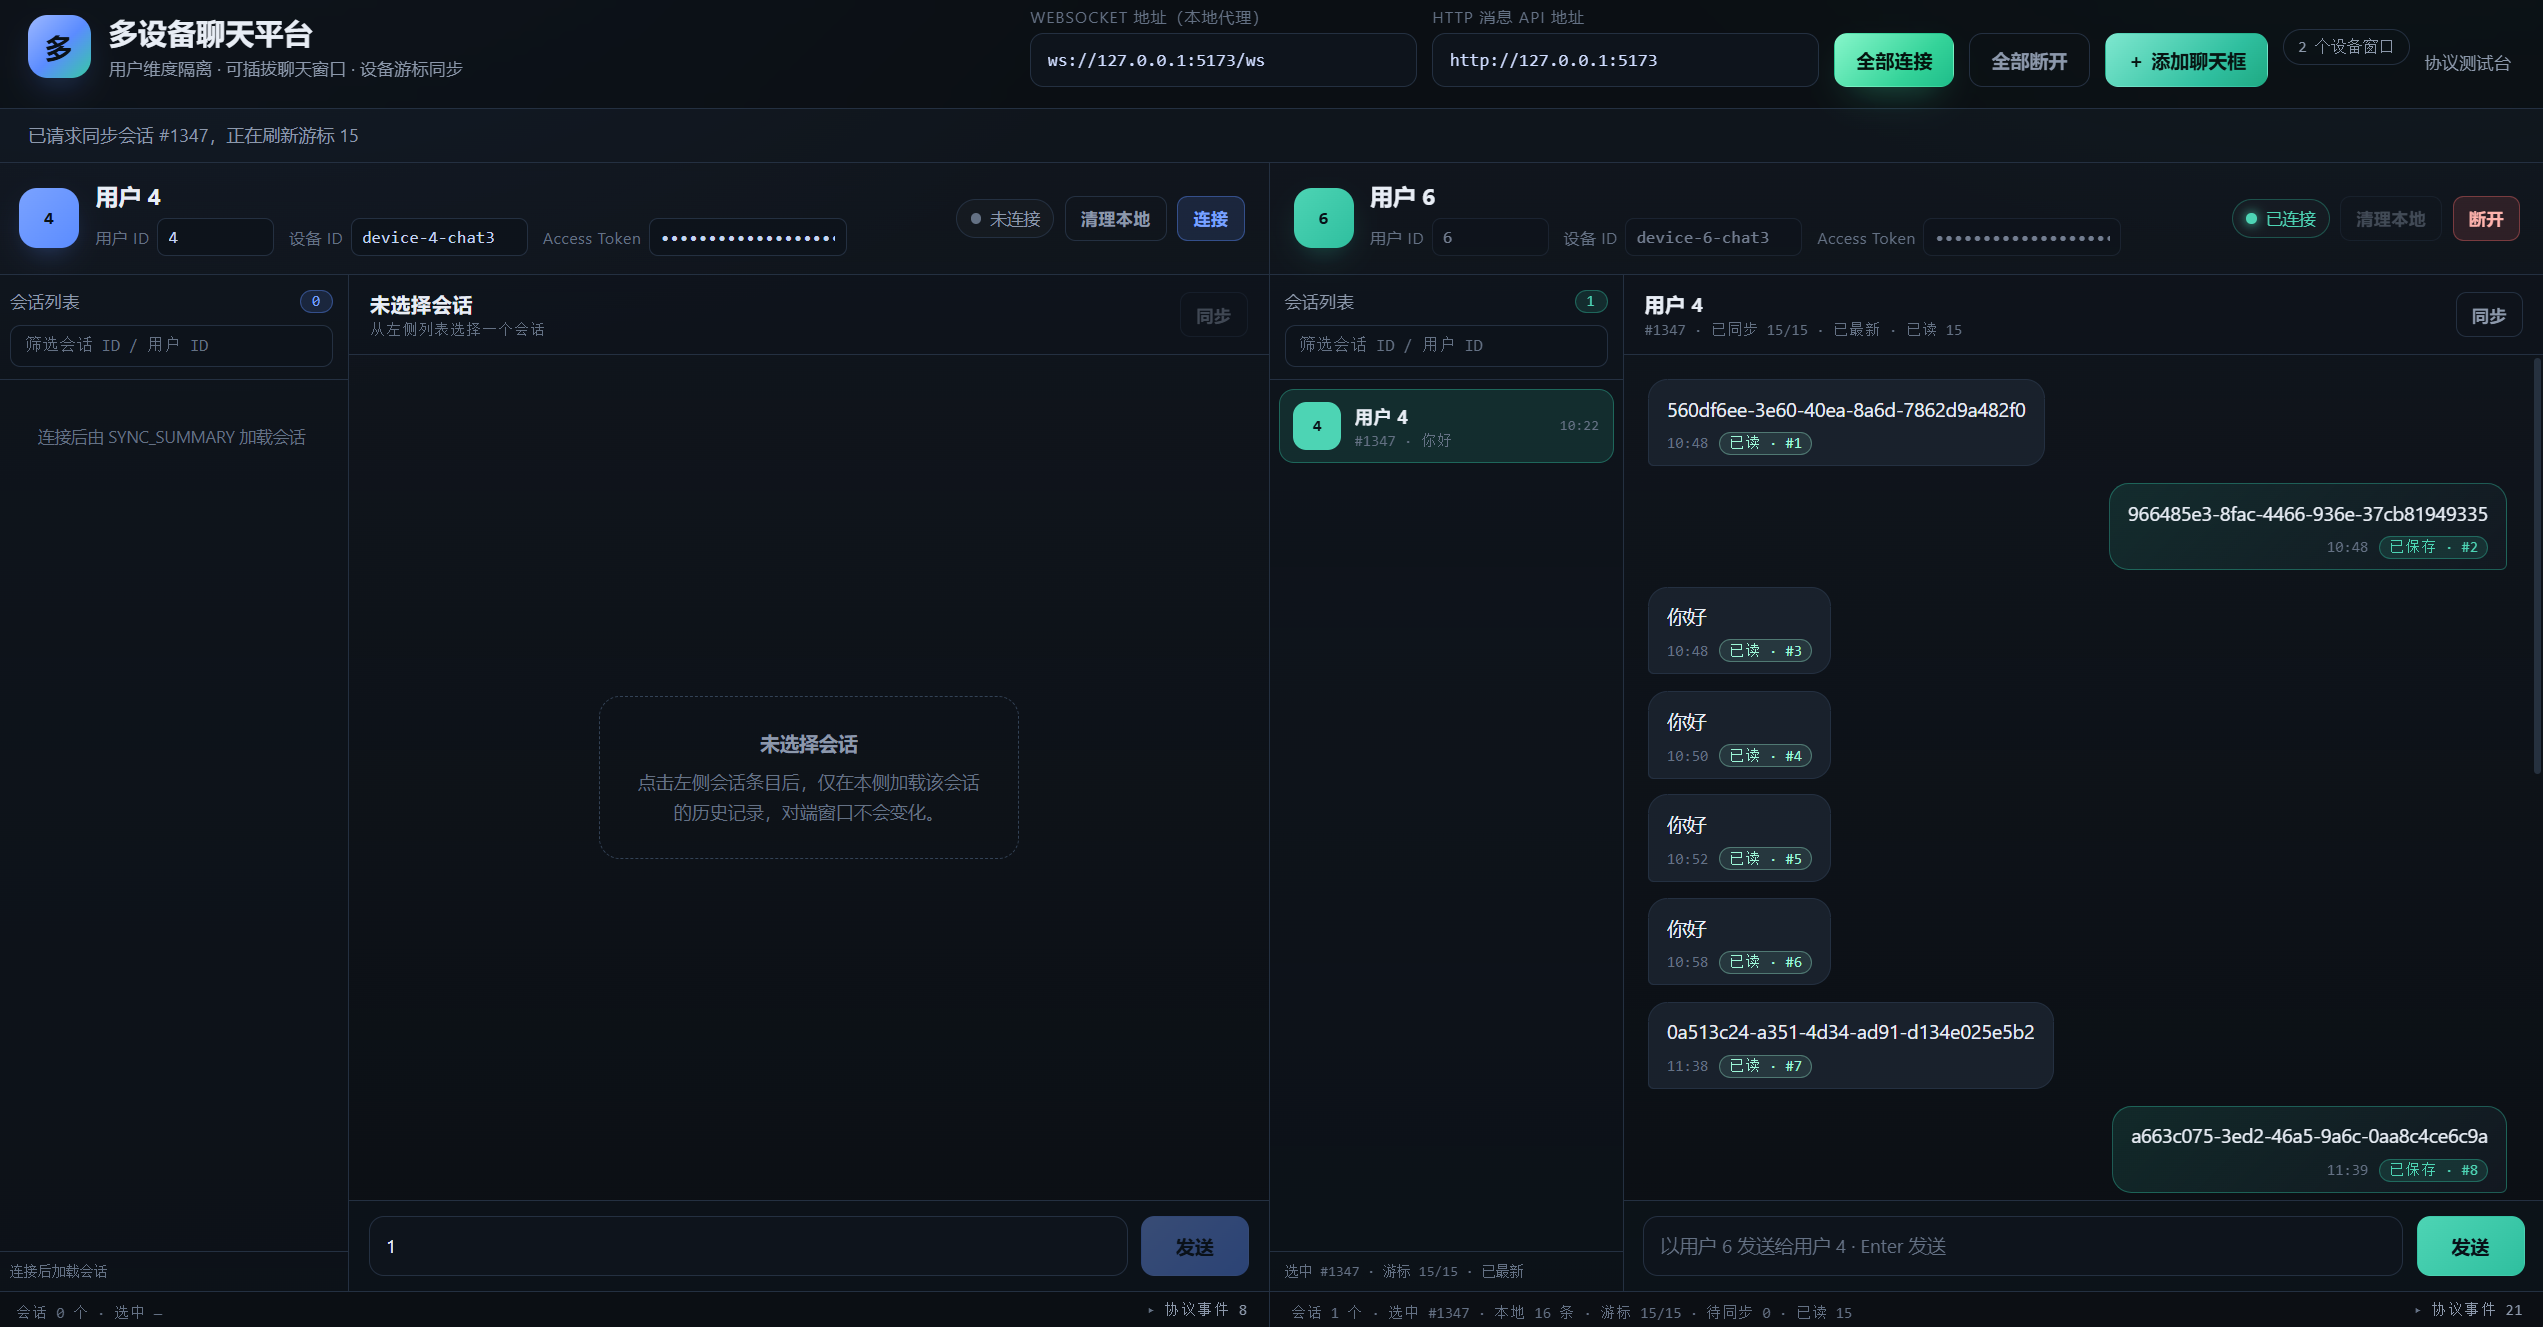 多
多设备聊天平台
用户维度隔离 · 可插拔聊天窗口 · 设备游标同步
WEBSOCKET 地址（本地代理）
ws://127.0.0.1:5173/ws
HTTP 消息 API 地址
http://127.0.0.1:5173
全部连接
全部断开
+ 添加聊天框
2 个设备窗口
协议测试台
已请求同步会话 #1347，正在刷新游标 15
4
用户 4
用户 ID
4
设备 ID
device-4-chat3
Access Token
••••••••••••••••••
未连接
清理本地
连接
会话列表
0
筛选会话 ID / 用户 ID
连接后由 SYNC_SUMMARY 加载会话
连接后加载会话
未选择会话
从左侧列表选择一个会话
同步
未选择会话
点击左侧会话条目后，仅在本侧加载该会话
的历史记录，对端窗口不会变化。
1
发送
会话 0 个 · 选中 —
▸ 协议事件 8
6
用户 6
用户 ID
6
设备 ID
device-6-chat3
Access Token
••••••••••••••••••
已连接
清理本地
断开
会话列表
1
筛选会话 ID / 用户 ID
4
用户 4
#1347 · 你好
10:22
选中 #1347 · 游标 15/15 · 已最新
用户 4
#1347 · 已同步 15/15 · 已最新 · 已读 15
同步
560df6ee-3e60-40ea-8a6d-7862d9a482f0
10:48 已读 · #1
966485e3-8fac-4466-936e-37cb81949335
10:48 已保存 · #2
你好
10:48 已读 · #3
你好
10:50 已读 · #4
你好
10:52 已读 · #5
你好
10:58 已读 · #6
0a513c24-a351-4d34-ad91-d134e025e5b2
11:38 已读 · #7
a663c075-3ed2-46a5-9a6c-0aa8c4ce6c9a
11:39 已保存 · #8
以用户 6 发送给用户 4 · Enter 发送
发送
会话 1 个 · 选中 #1347 · 本地 16 条 · 游标 15/15 · 待同步 0 · 已读 15
▸ 协议事件 21